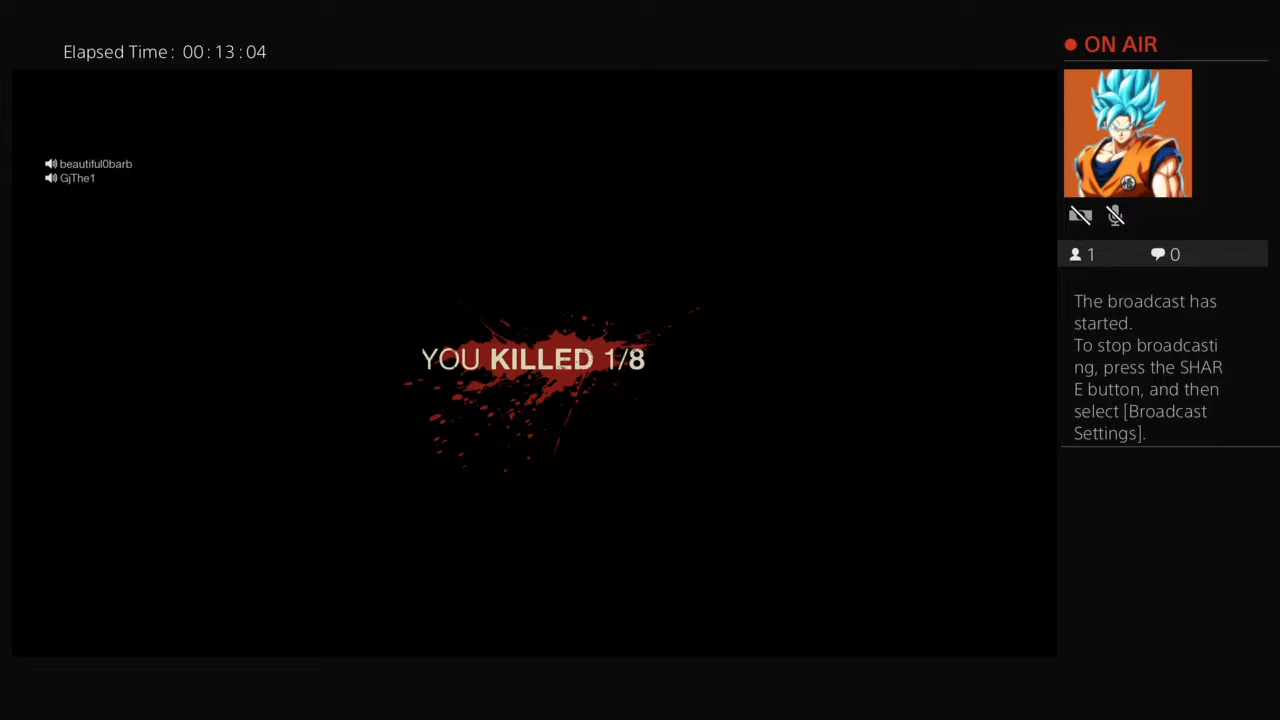 Elapsed Time: 00:13:04
ON AIR
beautiful0barb
GjThe1
YOU KILLED 1/8
1
0
The broadcast has
started.
To stop broadcasti
ng, press the SHAR
E button, and then
select [Broadcast
Settings].